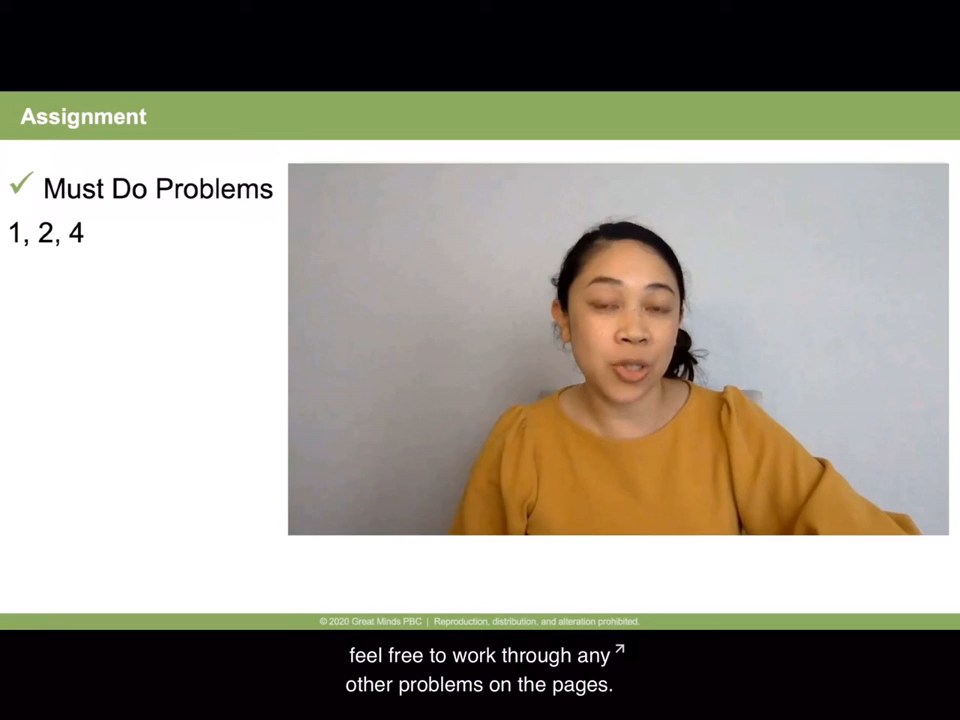 Assignment
✓ Must Do Problems
1, 2, 4
© 2020 Great Minds PBC | Reproduction, distribution, and alteration prohibited.
feel free to work through any
other problems on the pages.